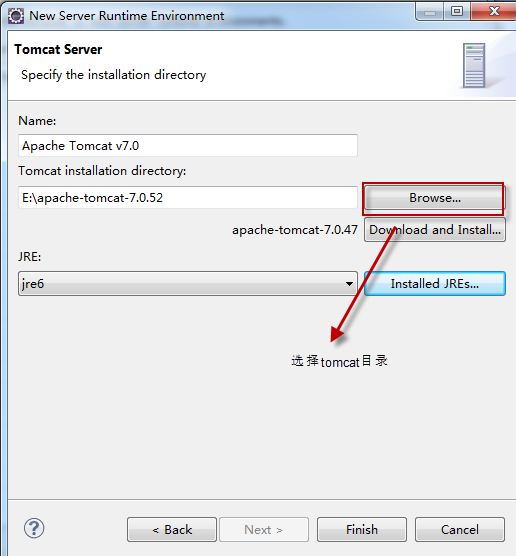 New Server Runtime Environment
Tomcat Server
Specify the installation directory
Name:
Apache Tomcat v7.0
Tomcat installation directory:
E:\apache-tomcat-7.0.52
Browse...
apache-tomcat-7.0.47
Download and Install...
JRE:
jre6
Installed JREs...
选择tomcat目录
?
< Back
Next >
Finish
Cancel